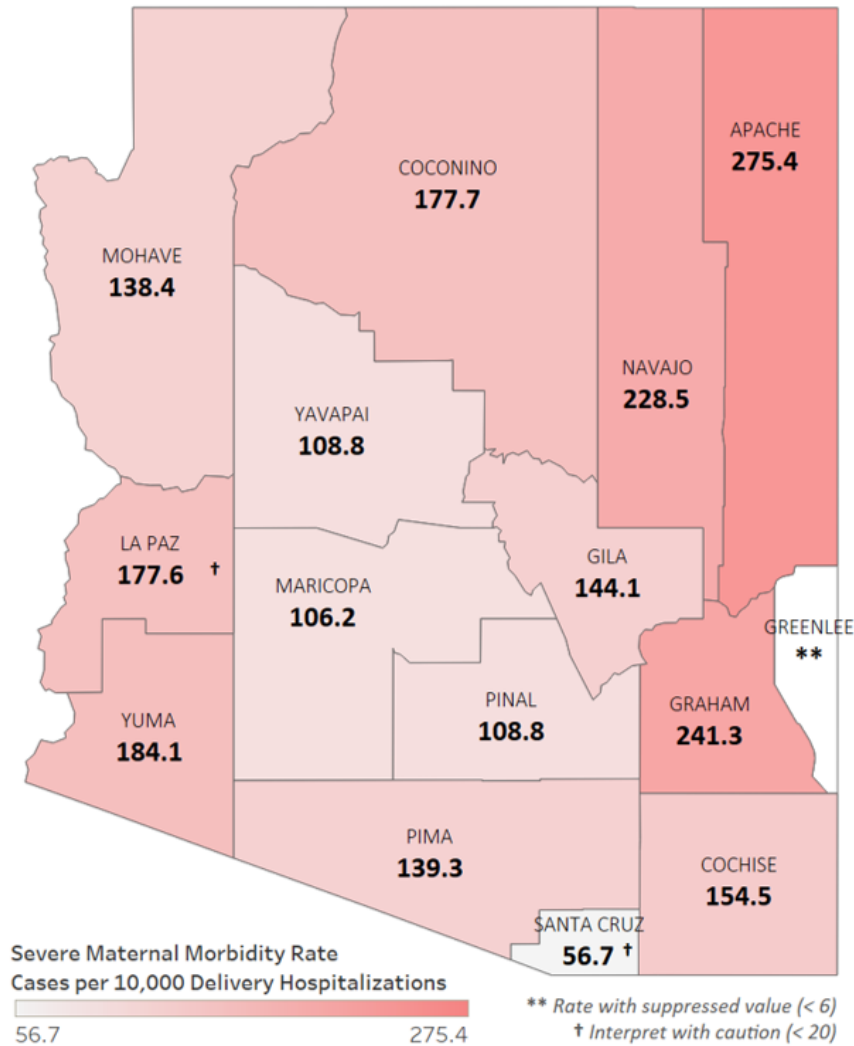 APACHE
275.4
COCONINO
177.7
MOHAVE
138.4
NAVAJO
228.5
YAVAPAI
108.8
LA PAZ
177.6 †
GILA
144.1
MARICOPA
106.2
GREENLEE
**
PINAL
108.8
GRAHAM
241.3
YUMA
184.1
PIMA
139.3
COCHISE
154.5
SANTA CRUZ
56.7 †
Severe Maternal Morbidity Rate
Cases per 10,000 Delivery Hospitalizations
56.7 275.4
** Rate with suppressed value (< 6)
† Interpret with caution (< 20)